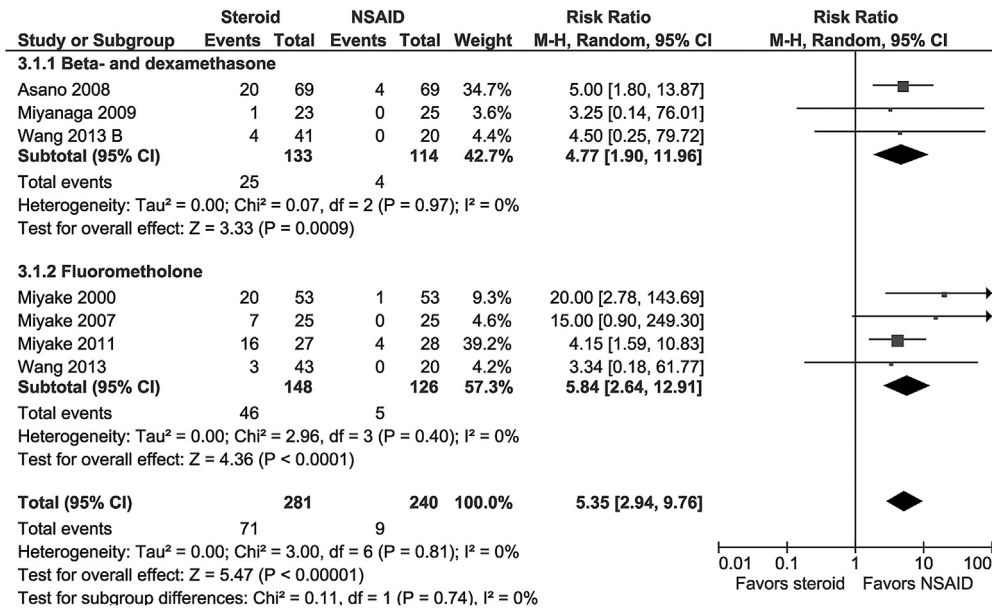 Steroid NSAID Risk Ratio Risk Ratio
Study or Subgroup Events Total Events Total Weight M-H, Random, 95% CI M-H, Random, 95% CI
3.1.1 Beta- and dexamethasone
Asano 2008 20 69 4 69 34.7% 5.00 [1.80, 13.87]
Miyanaga 2009 1 23 0 25 3.6% 3.25 [0.14, 76.01]
Wang 2013 B 4 41 0 20 4.4% 4.50 [0.25, 79.72]
Subtotal (95% CI) 133 114 42.7% 4.77 [1.90, 11.96]
Total events 25 4
Heterogeneity: Tau² = 0.00; Chi² = 0.07, df = 2 (P = 0.97); I² = 0%
Test for overall effect: Z = 3.33 (P = 0.0009)
3.1.2 Fluorometholone
Miyake 2000 20 53 1 53 9.3% 20.00 [2.78, 143.69]
Miyake 2007 7 25 0 25 4.6% 15.00 [0.90, 249.30]
Miyake 2011 16 27 4 28 39.2% 4.15 [1.59, 10.83]
Wang 2013 3 43 0 20 4.2% 3.34 [0.18, 61.77]
Subtotal (95% CI) 148 126 57.3% 5.84 [2.64, 12.91]
Total events 46 5
Heterogeneity: Tau² = 0.00; Chi² = 2.96, df = 3 (P = 0.40); I² = 0%
Test for overall effect: Z = 4.36 (P < 0.0001)
Total (95% CI) 281 240 100.0% 5.35 [2.94, 9.76]
Total events 71 9
Heterogeneity: Tau² = 0.00; Chi² = 3.00, df = 6 (P = 0.81); I² = 0%
Test for overall effect: Z = 5.47 (P < 0.00001)
Test for subgroup differences: Chi² = 0.11, df = 1 (P = 0.74), I² = 0%
0.01 0.1 1 10 100
Favors steroid Favors NSAID